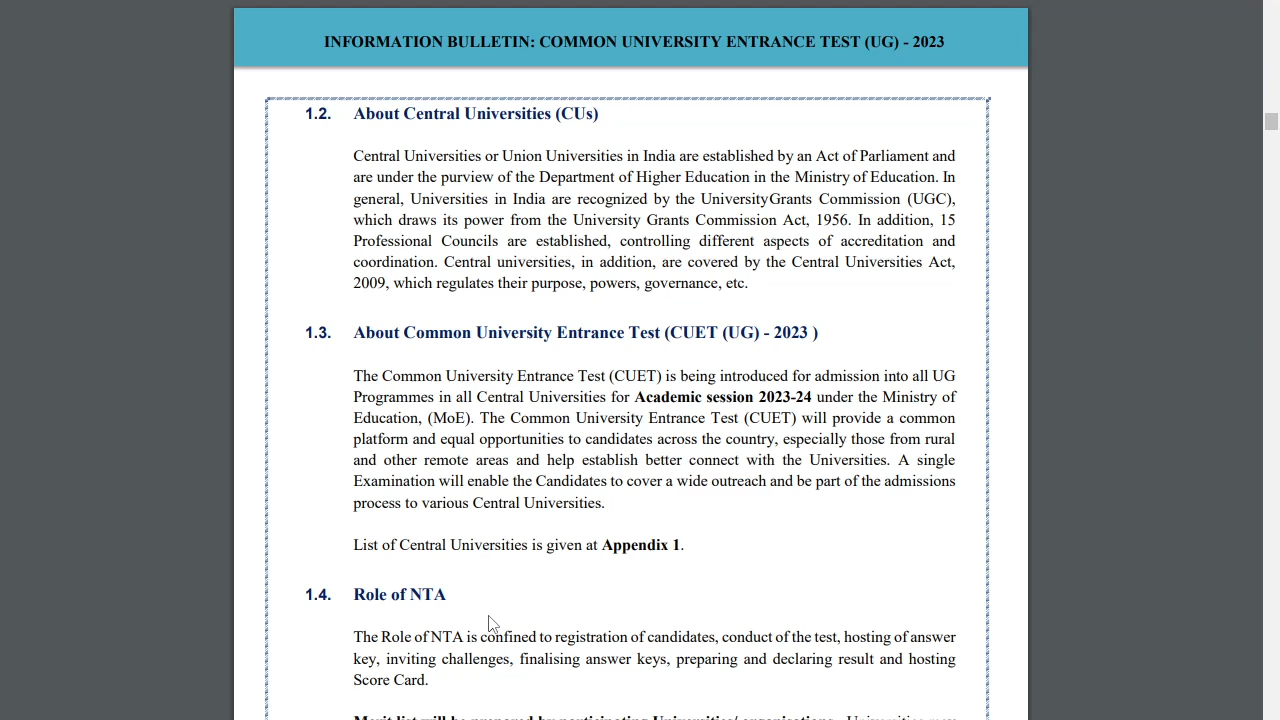 INFORMATION BULLETIN: COMMON UNIVERSITY ENTRANCE TEST (UG) - 2023
1.2. About Central Universities (CUs)
Central Universities or Union Universities in India are established by an Act of Parliament and
are under the purview of the Department of Higher Education in the Ministry of Education. In
general, Universities in India are recognized by the UniversityGrants Commission (UGC),
which draws its power from the University Grants Commission Act, 1956. In addition, 15
Professional Councils are established, controlling different aspects of accreditation and
coordination. Central universities, in addition, are covered by the Central Universities Act,
2009, which regulates their purpose, powers, governance, etc.
1.3. About Common University Entrance Test (CUET (UG) - 2023 )
The Common University Entrance Test (CUET) is being introduced for admission into all UG
Programmes in all Central Universities for Academic session 2023-24 under the Ministry of
Education, (MoE). The Common University Entrance Test (CUET) will provide a common
platform and equal opportunities to candidates across the country, especially those from rural
and other remote areas and help establish better connect with the Universities. A single
Examination will enable the Candidates to cover a wide outreach and be part of the admissions
process to various Central Universities.
List of Central Universities is given at Appendix 1.
1.4. Role of NTA
The Role of NTA is confined to registration of candidates, conduct of the test, hosting of answer
key, inviting challenges, finalising answer keys, preparing and declaring result and hosting
Score Card.
Merit list will be prepared by participating Universities/ organisations. Universities may